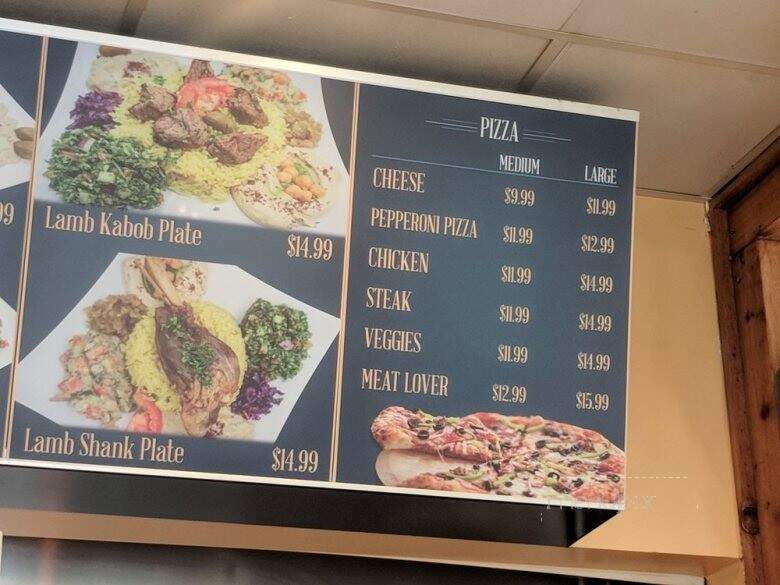 99
Lamb Kabob Plate $14.99
Lamb Shank Plate $14.99
PIZZA
MEDIUM LARGE
CHEESE $9.99 $11.99
PEPPERONI PIZZA $11.99 $12.99
CHICKEN $11.99 $14.99
STEAK $11.99 $14.99
VEGGIES $11.99 $14.99
MEAT LOVER $12.99 $15.99